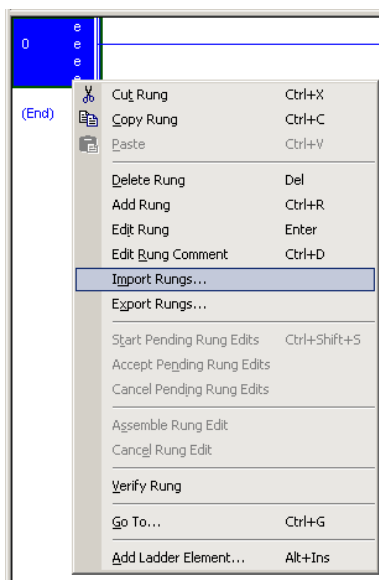 e
0 e
e
e
(End)
Cut Rung Ctrl+X
Copy Rung Ctrl+C
Paste Ctrl+V
Delete Rung Del
Add Rung Ctrl+R
Edit Rung Enter
Edit Rung Comment Ctrl+D
Import Rungs...
Export Rungs...
Start Pending Rung Edits Ctrl+Shift+S
Accept Pending Rung Edits
Cancel Pending Rung Edits
Assemble Rung Edit
Cancel Rung Edit
Verify Rung
Go To... Ctrl+G
Add Ladder Element... Alt+Ins